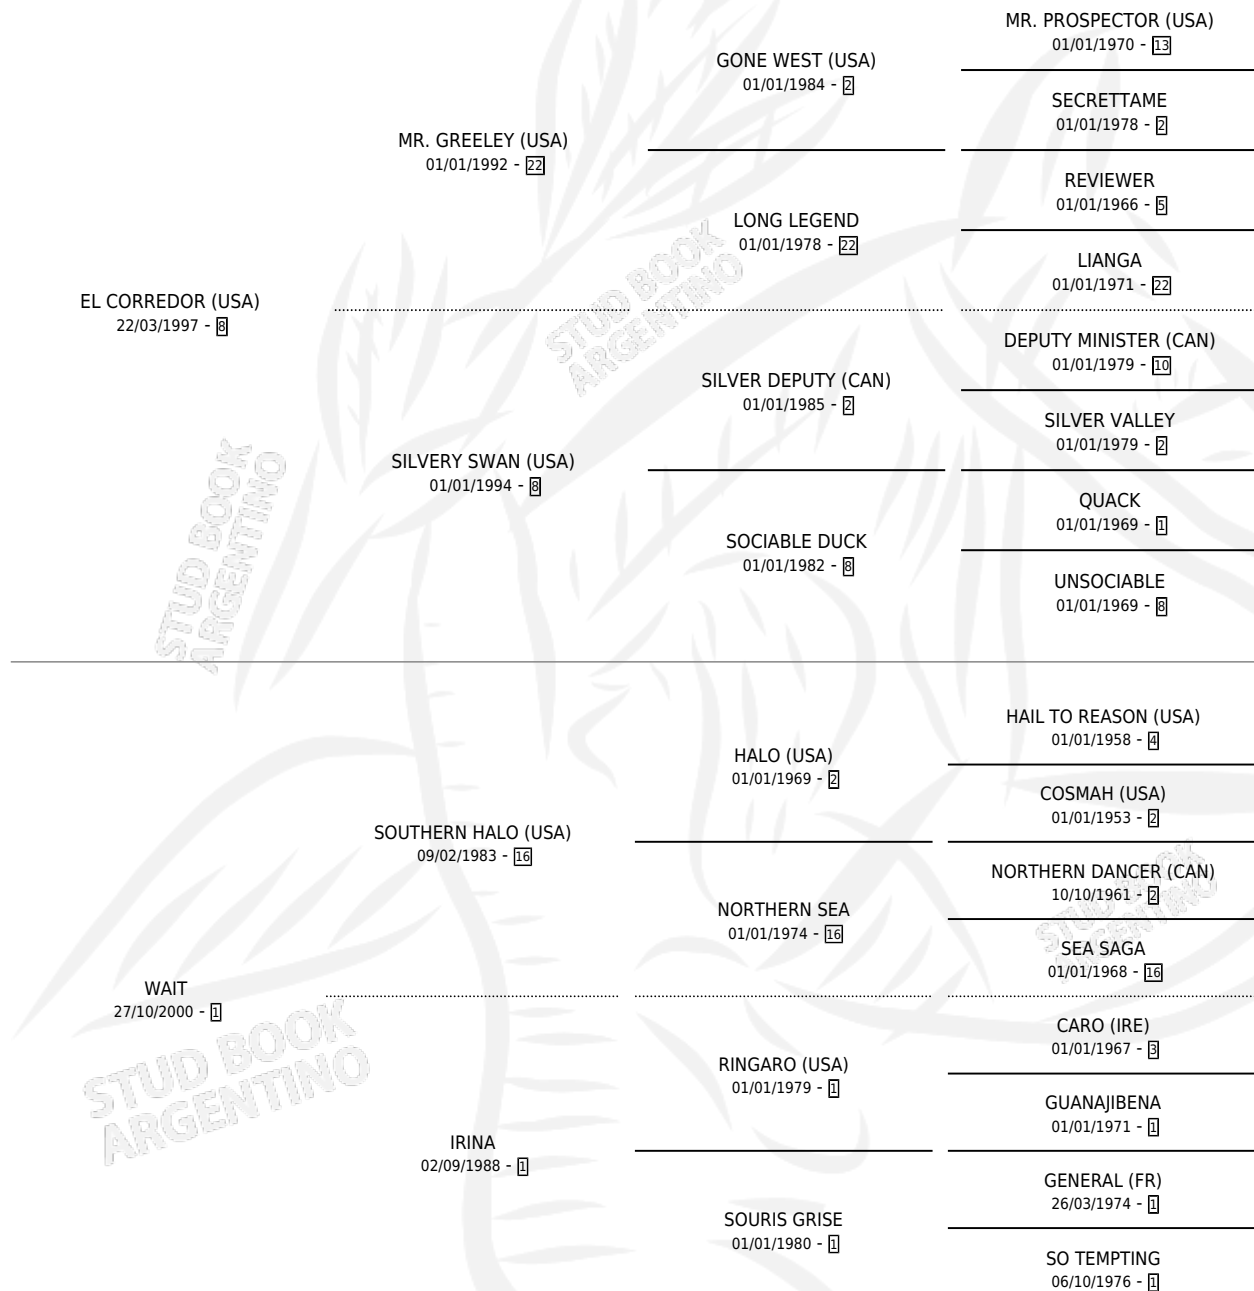 MR. PROSPECTOR (USA)
01/01/1970 - 13
GONE WEST (USA)
01/01/1984 - 2
SECRETTAME
01/01/1978 - 2
MR. GREELEY (USA)
01/01/1992 - 22
REVIEWER
01/01/1966 - 5
LONG LEGEND
01/01/1978 - 22
LIANGA
01/01/1971 - 22
EL CORREDOR (USA)
22/03/1997 - 8
DEPUTY MINISTER (CAN)
01/01/1979 - 10
SILVER DEPUTY (CAN)
01/01/1985 - 2
SILVER VALLEY
01/01/1979 - 2
SILVERY SWAN (USA)
01/01/1994 - 8
QUACK
01/01/1969 - 1
SOCIABLE DUCK
01/01/1982 - 8
UNSOCIABLE
01/01/1969 - 8
HAIL TO REASON (USA)
01/01/1958 - 4
HALO (USA)
01/01/1969 - 2
COSMAH (USA)
01/01/1953 - 2
SOUTHERN HALO (USA)
09/02/1983 - 16
NORTHERN DANCER (CAN)
10/10/1961 - 2
NORTHERN SEA
01/01/1974 - 16
SEA SAGA
01/01/1968 - 16
WAIT
27/10/2000 - 1
CARO (IRE)
01/01/1967 - 3
RINGARO (USA)
01/01/1979 - 1
GUANAJIBENA
01/01/1971 - 1
IRINA
02/09/1988 - 1
GENERAL (FR)
26/03/1974 - 1
SOURIS GRISE
01/01/1980 - 1
SO TEMPTING
06/10/1976 - 1
STUD BOOK
ARGENTINO
STUD BOOK
ARGENTINO
STUD BOOK
ARGENTINO
STUD BOOK
ARGENTINO